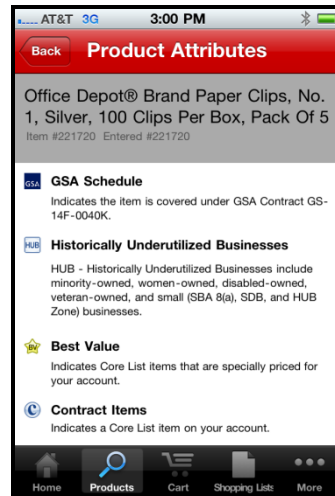 AT&T 3G 3:00 PM
Back Product Attributes
Office Depot® Brand Paper Clips, No.
1, Silver, 100 Clips Per Box, Pack Of 5
Item #221720 Entered #221720
GSA GSA Schedule
Indicates the item is covered under GSA Contract GS-
14F-0040K.
HUB Historically Underutilized Businesses
HUB - Historically Underutilized Businesses include
minority-owned, women-owned, disabled-owned,
veteran-owned, and small (SBA 8(a), SDB, and HUB
Zone) businesses.
BV Best Value
Indicates Core List items that are specially priced for
your account.
© Contract Items
Indicates a Core List item on your account.
Home Products Cart Shopping Lists More